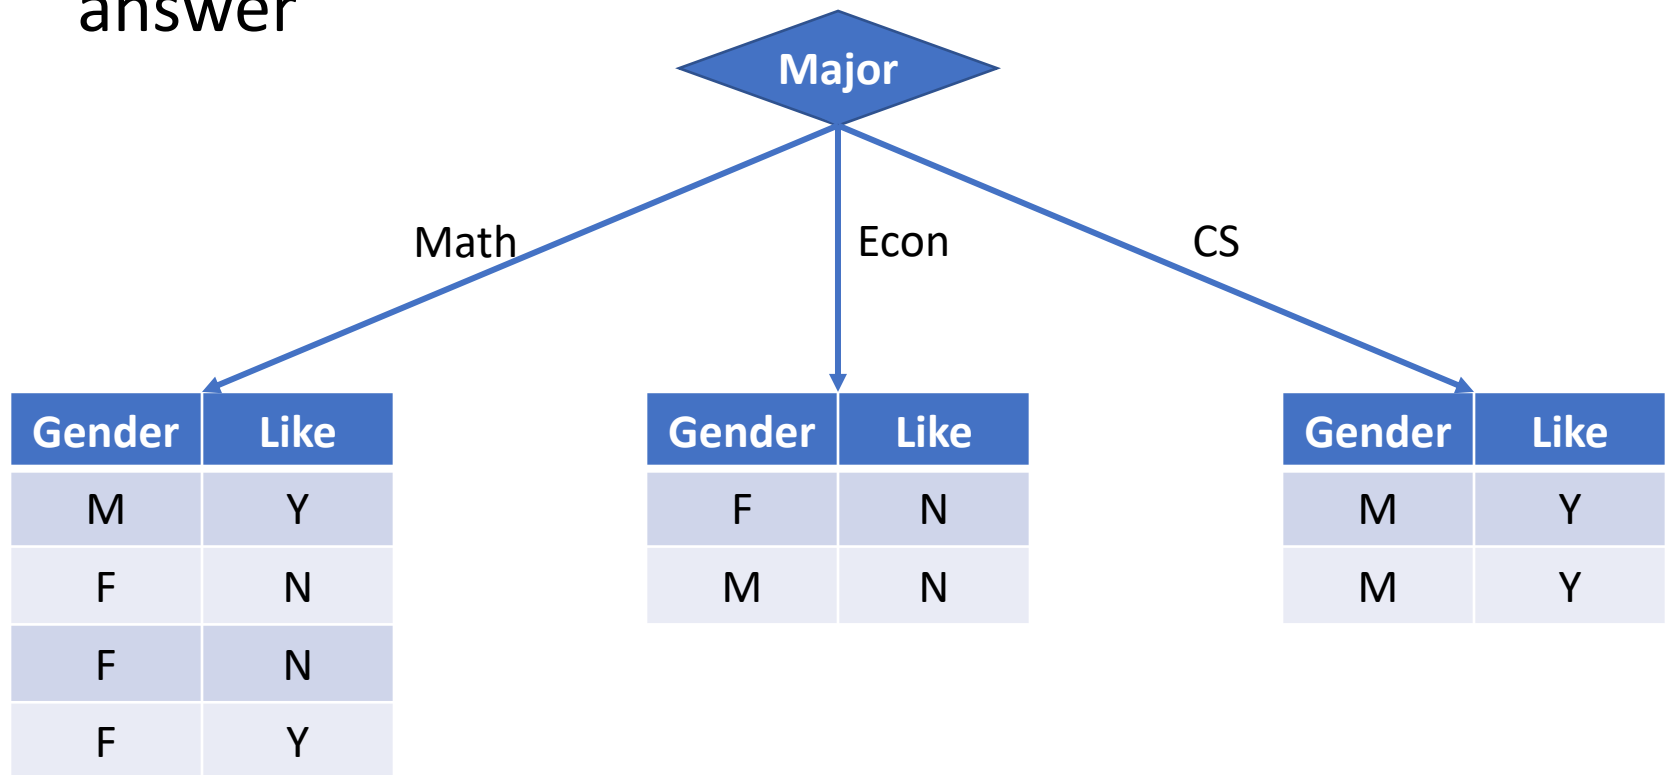 answer
Major
Math
Econ
CS
Gender Like
M Y
F N
F N
F Y
Gender Like
F N
M N
Gender Like
M Y
M Y